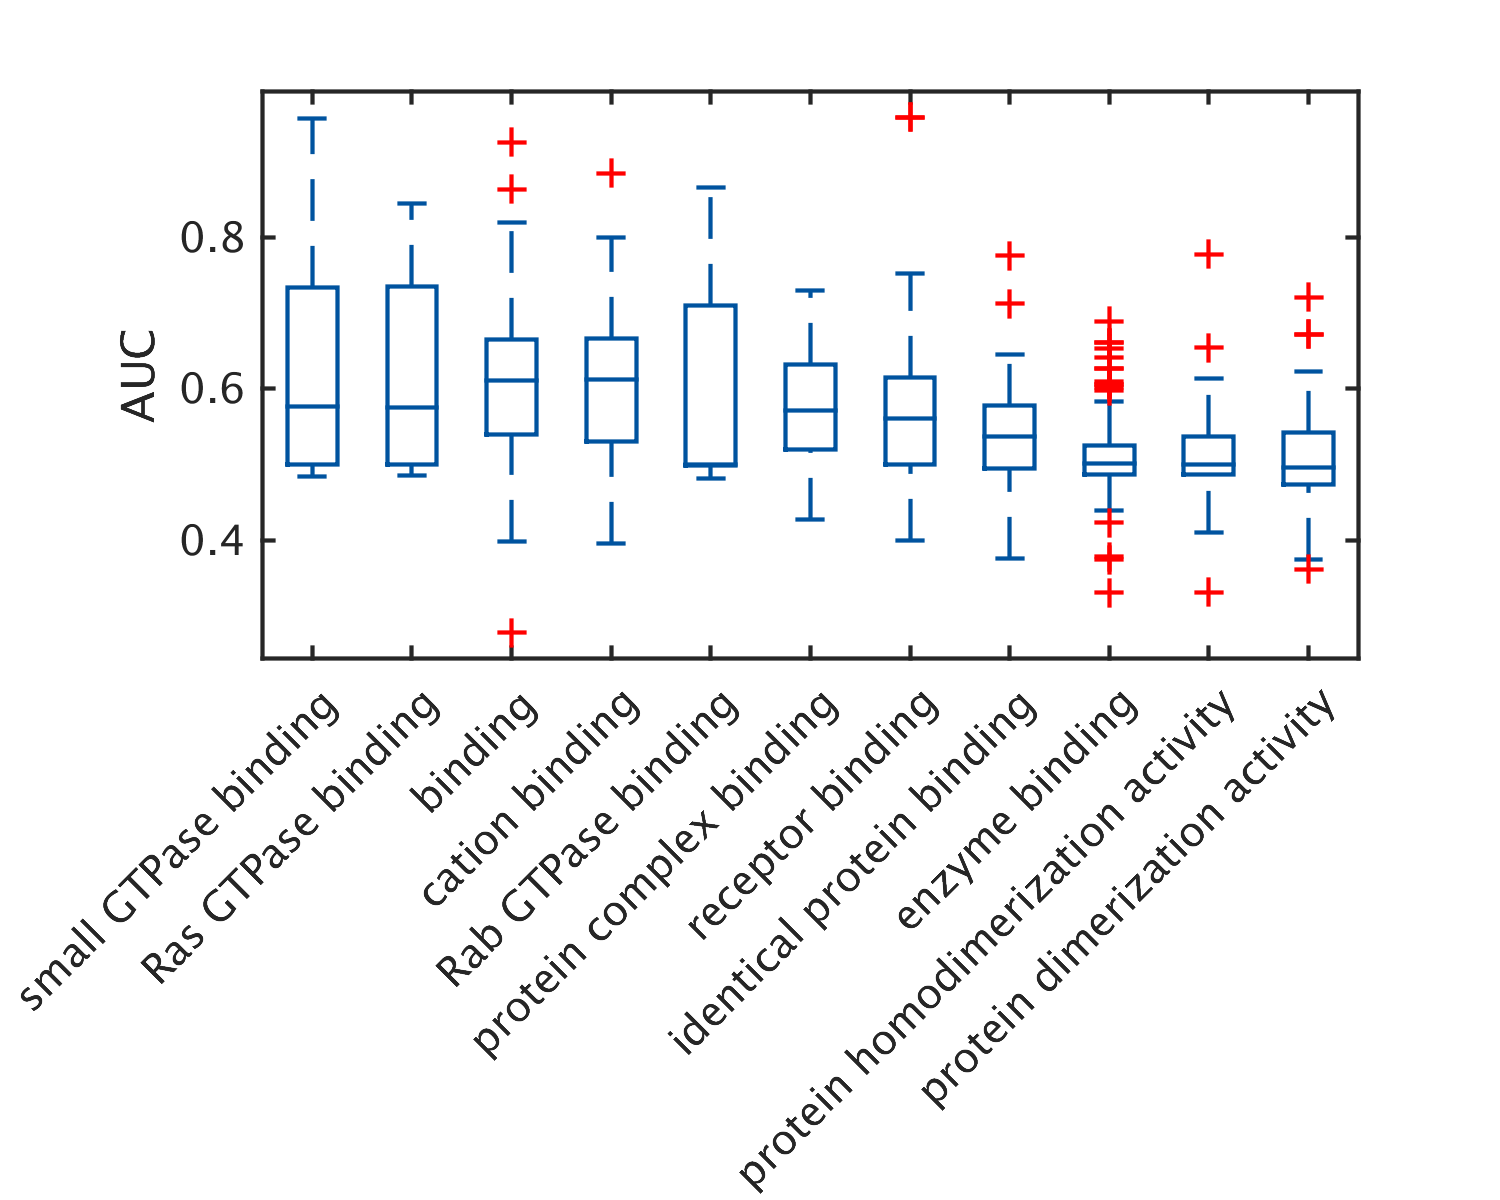 AUC
0.8
0.6
0.4
small GTPase binding
Ras GTPase binding
binding
cation binding
Rab GTPase binding
protein complex binding
receptor binding
identical protein binding
enzyme binding
protein homodimerization activity
protein dimerization activity